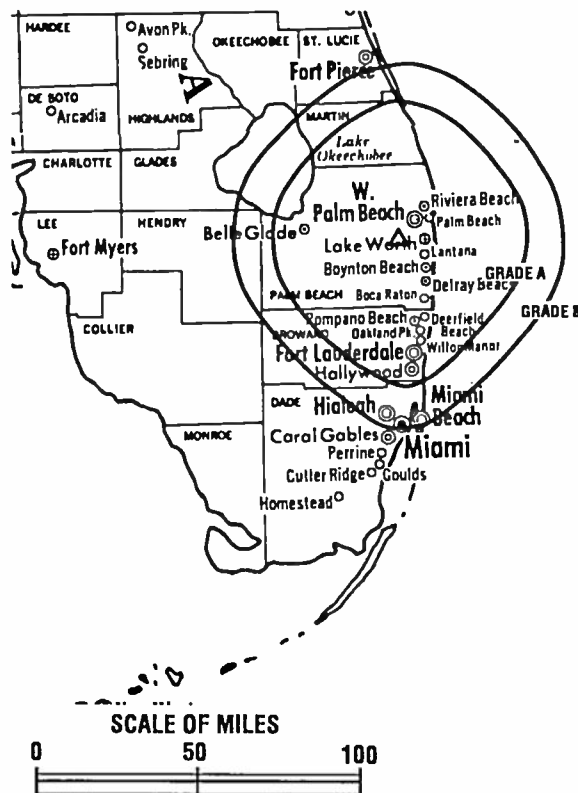 HARDEE
Avon Pk.
OKEECHOBEE
ST. LUCIE
Sebring
Fort Pierce
A
DE SOTO
Arcadia
HIGHLANDS
MARTIN
Lake
Okeechobee
CHARLOTTE
GLADES
W.
Palm Beach
Riviera Beach
Palm Beach
LEE
HENDRY
Belle Glade
Lake Worth
Lantana
Fort Myers
Boynton Beach
GRADE A
Delray Beach
PALM BEACH
Boca Raton
GRADE B
COLLIER
Pompano Beach
Deerfield
Beach
BROWARD
Oakland Pk.
Wilton Manor
Fort Lauderdale
Hallywood
DADE
Hialeah
Miami
Beach
MONROE
Caral Gables
Miami
Perrine
Cutler Ridge
Goulds
Homestead
SCALE OF MILES
0 50 100